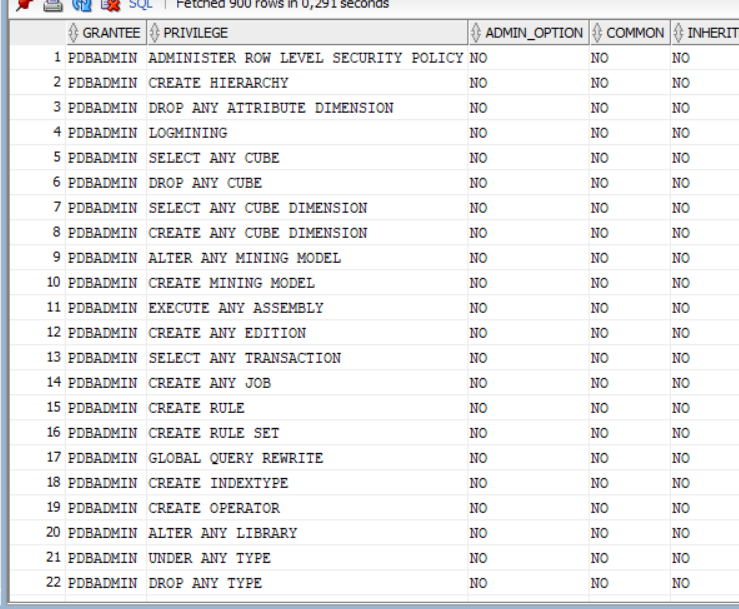 SQL | Fetched 900 rows in 0,291 seconds
GRANTEE PRIVILEGE ADMIN_OPTION COMMON INHERIT
1 PDBADMIN ADMINISTER ROW LEVEL SECURITY POLICY NO NO NO
2 PDBADMIN CREATE HIERARCHY NO NO NO
3 PDBADMIN DROP ANY ATTRIBUTE DIMENSION NO NO NO
4 PDBADMIN LOGMINING NO NO NO
5 PDBADMIN SELECT ANY CUBE NO NO NO
6 PDBADMIN DROP ANY CUBE NO NO NO
7 PDBADMIN SELECT ANY CUBE DIMENSION NO NO NO
8 PDBADMIN CREATE ANY CUBE DIMENSION NO NO NO
9 PDBADMIN ALTER ANY MINING MODEL NO NO NO
10 PDBADMIN CREATE MINING MODEL NO NO NO
11 PDBADMIN EXECUTE ANY ASSEMBLY NO NO NO
12 PDBADMIN CREATE ANY EDITION NO NO NO
13 PDBADMIN SELECT ANY TRANSACTION NO NO NO
14 PDBADMIN CREATE ANY JOB NO NO NO
15 PDBADMIN CREATE RULE NO NO NO
16 PDBADMIN CREATE RULE SET NO NO NO
17 PDBADMIN GLOBAL QUERY REWRITE NO NO NO
18 PDBADMIN CREATE INDEXTYPE NO NO NO
19 PDBADMIN CREATE OPERATOR NO NO NO
20 PDBADMIN ALTER ANY LIBRARY NO NO NO
21 PDBADMIN UNDER ANY TYPE NO NO NO
22 PDBADMIN DROP ANY TYPE NO NO NO